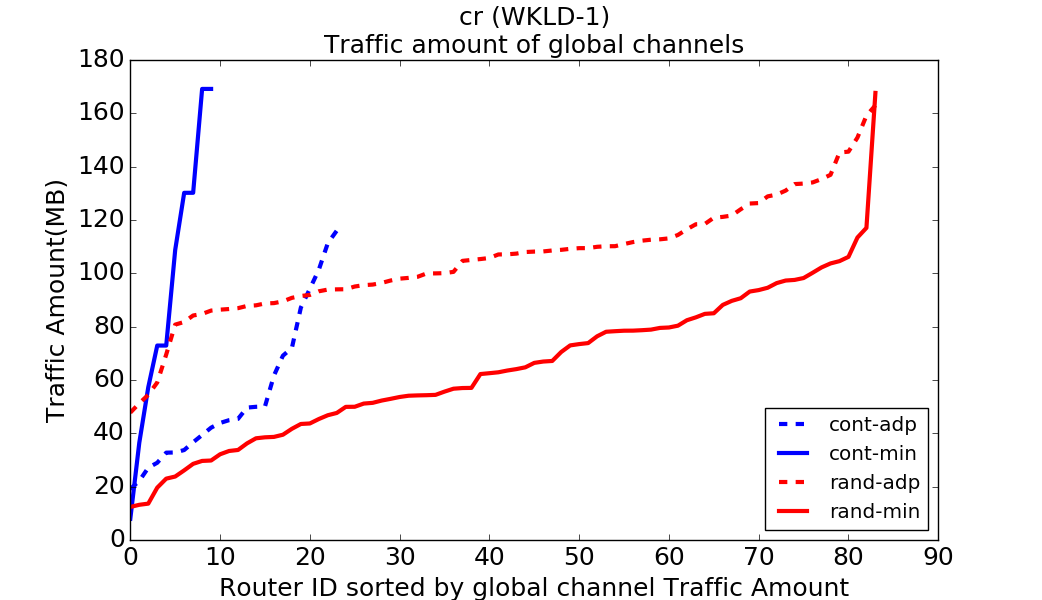 cr (WKLD-1)
Traffic amount of global channels
Traffic Amount(MB)
180
160
140
120
100
80
60
40
20
0
0 10 20 30 40 50 60 70 80 90
cont-adp
cont-min
rand-adp
rand-min
Router ID sorted by global channel Traffic Amount